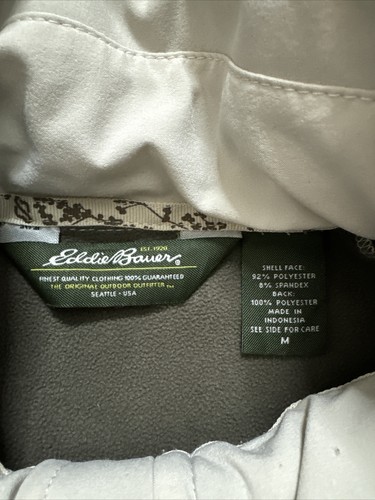 EST. 1920
Eddie Bauer®
FINEST QUALITY CLOTHING 100% GUARANTEED
THE ORIGINAL OUTDOOR OUTFITTER™
SEATTLE · USA
SHELL FACE:
92% POLYESTER
8% SPANDEX
BACK:
100% POLYESTER
MADE IN
INDONESIA
SEE SIDE FOR CARE
M